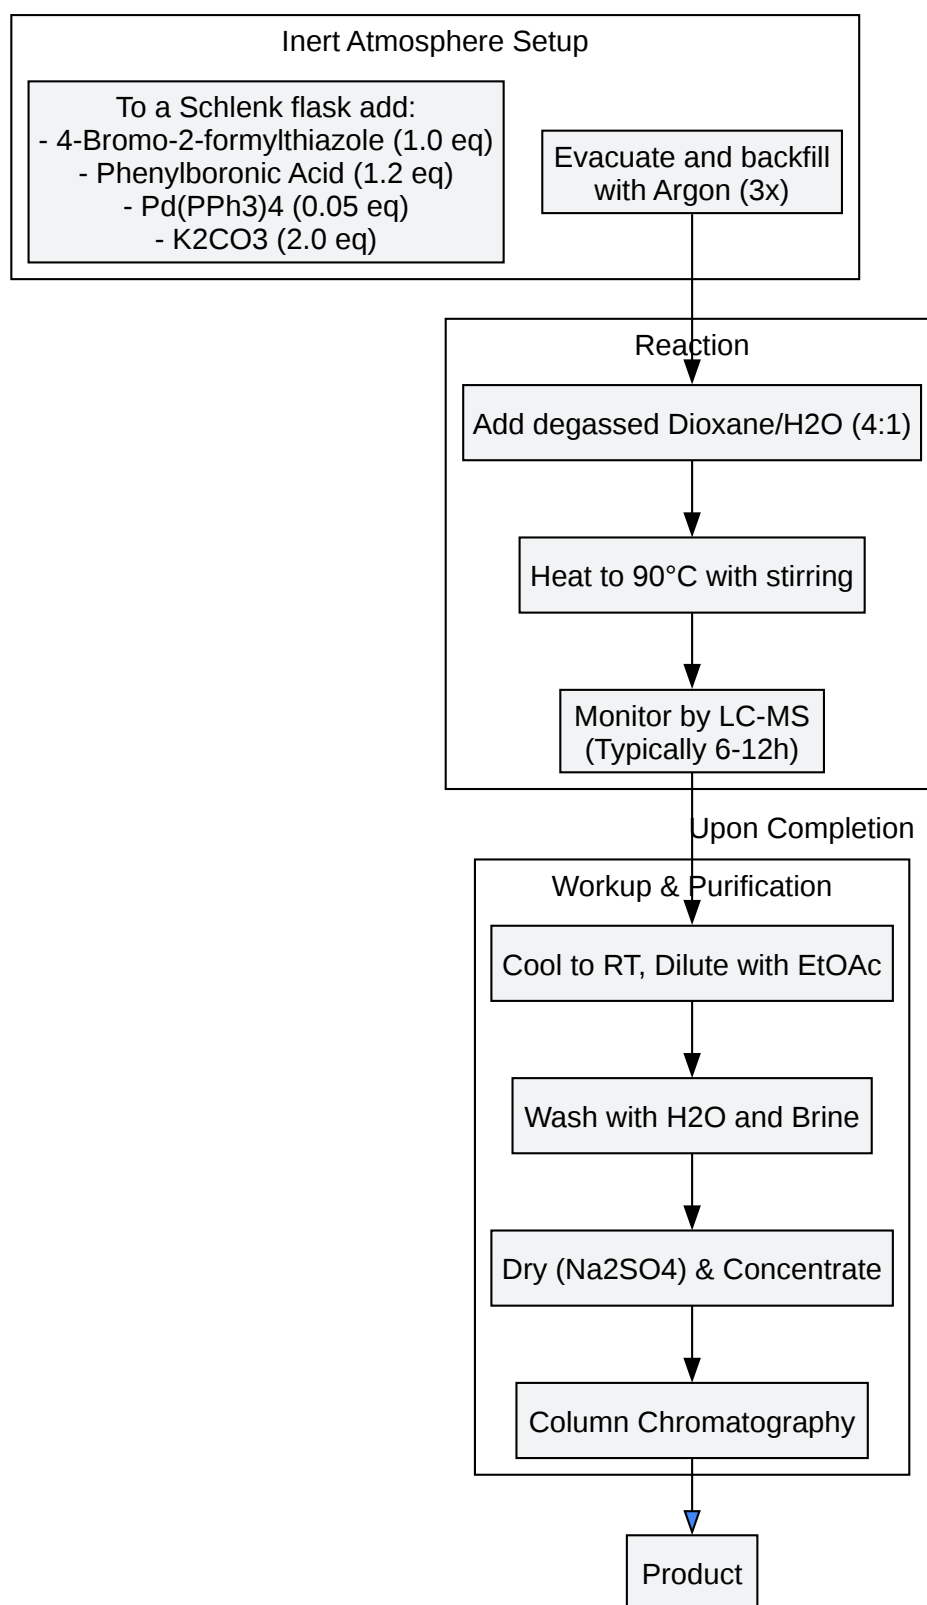 Inert Atmosphere Setup
To a Schlenk flask add:
- 4-Bromo-2-formylthiazole (1.0 eq)
- Phenylboronic Acid (1.2 eq)
- Pd(PPh3)4 (0.05 eq)
- K2CO3 (2.0 eq)
Evacuate and backfill
with Argon (3x)
Reaction
Add degassed Dioxane/H2O (4:1)
Heat to 90°C with stirring
Monitor by LC-MS
(Typically 6-12h)
Upon Completion
Workup & Purification
Cool to RT, Dilute with EtOAc
Wash with H2O and Brine
Dry (Na2SO4) & Concentrate
Column Chromatography
Product